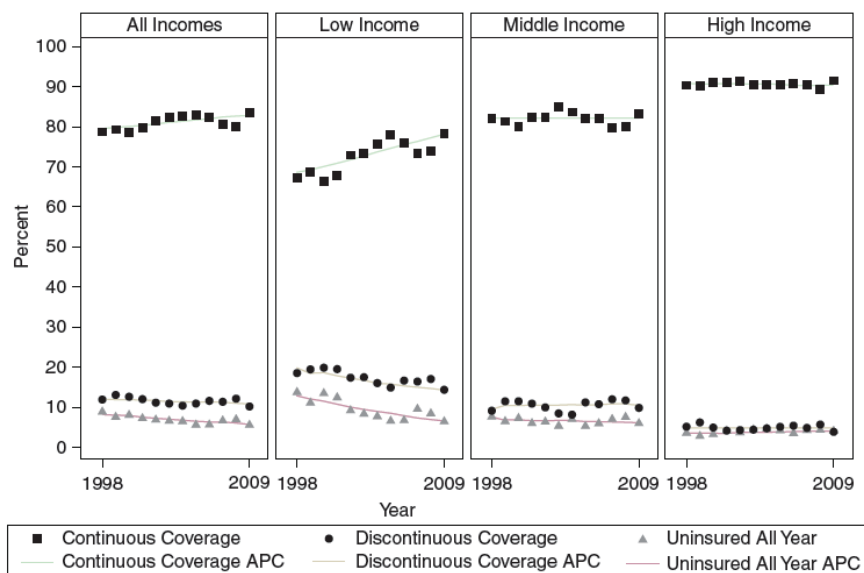 All Incomes Low Income Middle Income High Income
100
90
80
70
60
50
40
30
20
10
0
Percent
1998 2009 1998 2009 1998 2009 1998 2009
Year
Continuous Coverage Discontinuous Coverage Uninsured All Year
Continuous Coverage APC Discontinuous Coverage APC Uninsured All Year APC